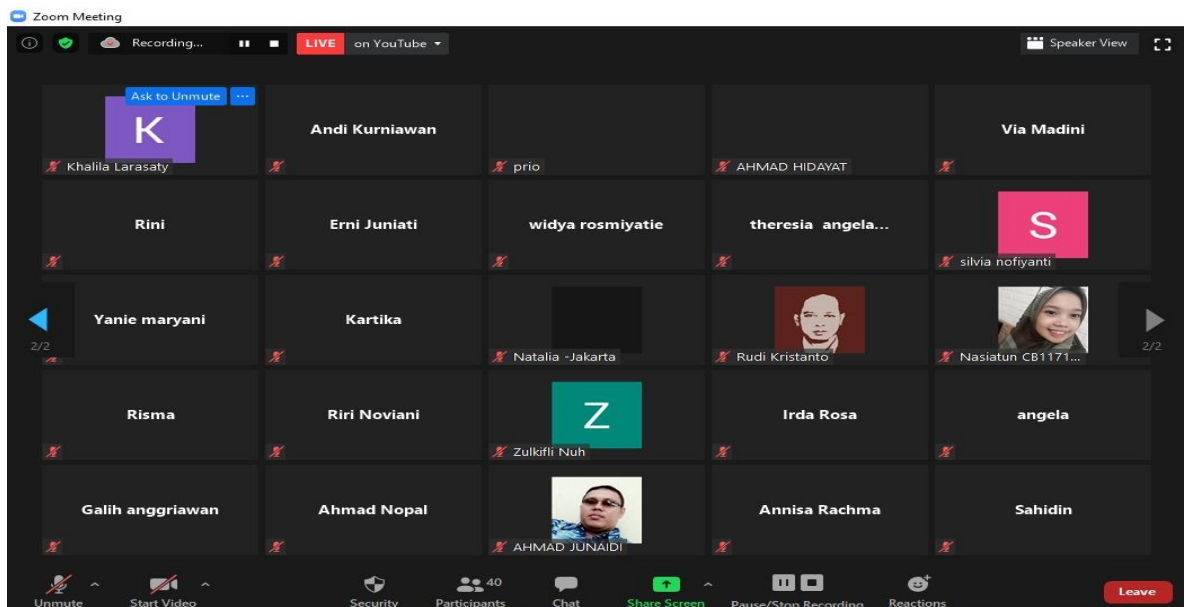 Zoom Meeting
Recording... LIVE on YouTube Speaker View
Ask to Unmute ...
K
Khalila Larasaty
Andi Kurniawan
prio
AHMAD HIDAYAT
Via Madini
Rini
Erni Juniati
widya rosmiyatie
theresia angela...
S
silvia nofiyanti
Yanie maryani
Kartika
Natalia -Jakarta
Rudi Kristanto
Nasiatun CB1171...
2/2
2/2
Risma
Riri Noviani
Z
Zulkifli Nuh
Irda Rosa
angela
Galih anggriawan
Ahmad Nopal
AHMAD JUNAIDI
Annisa Rachma
Sahidin
40
Unmute Start Video Security Participants Chat Share Screen Pause/Stop Recording Reactions Leave